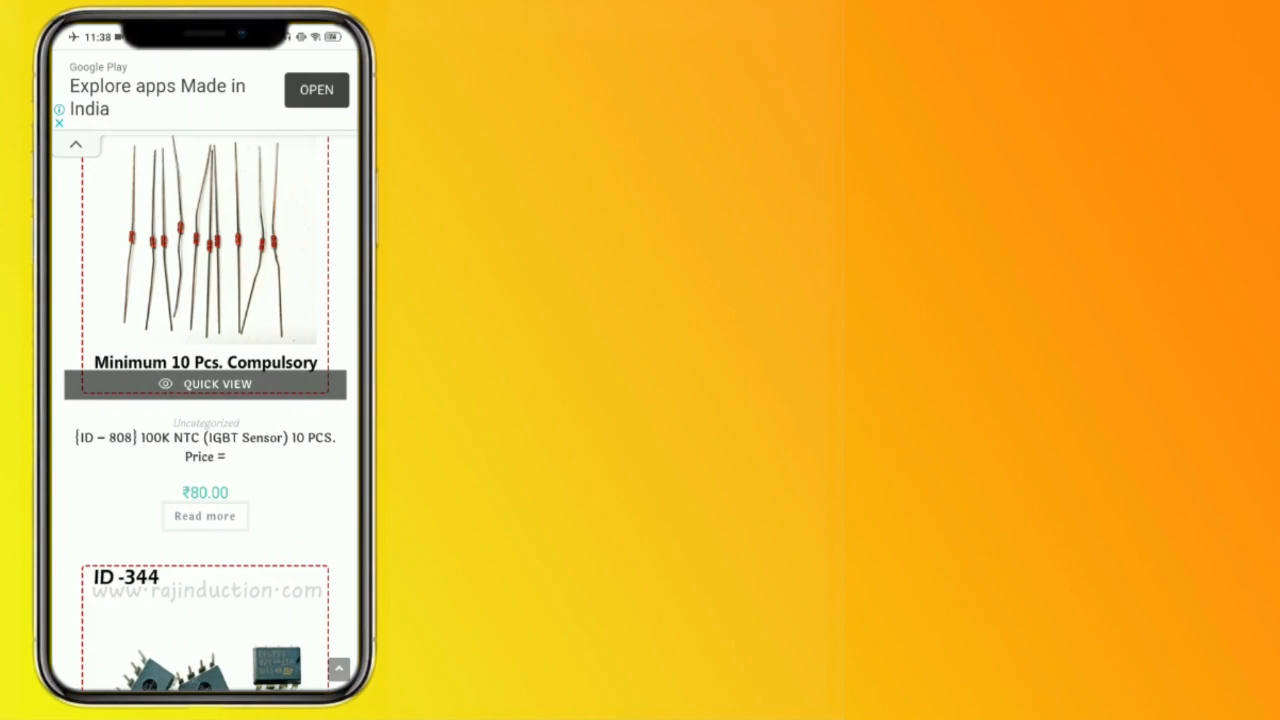 11:38
Google Play
Explore apps Made in
India
OPEN
Minimum 10 Pcs. Compulsory
QUICK VIEW
Uncategorized
{ID – 808} 100K NTC (IGBT Sensor) 10 PCS.
Price =
₹80.00
Read more
ID -344
www.rajinduction.com